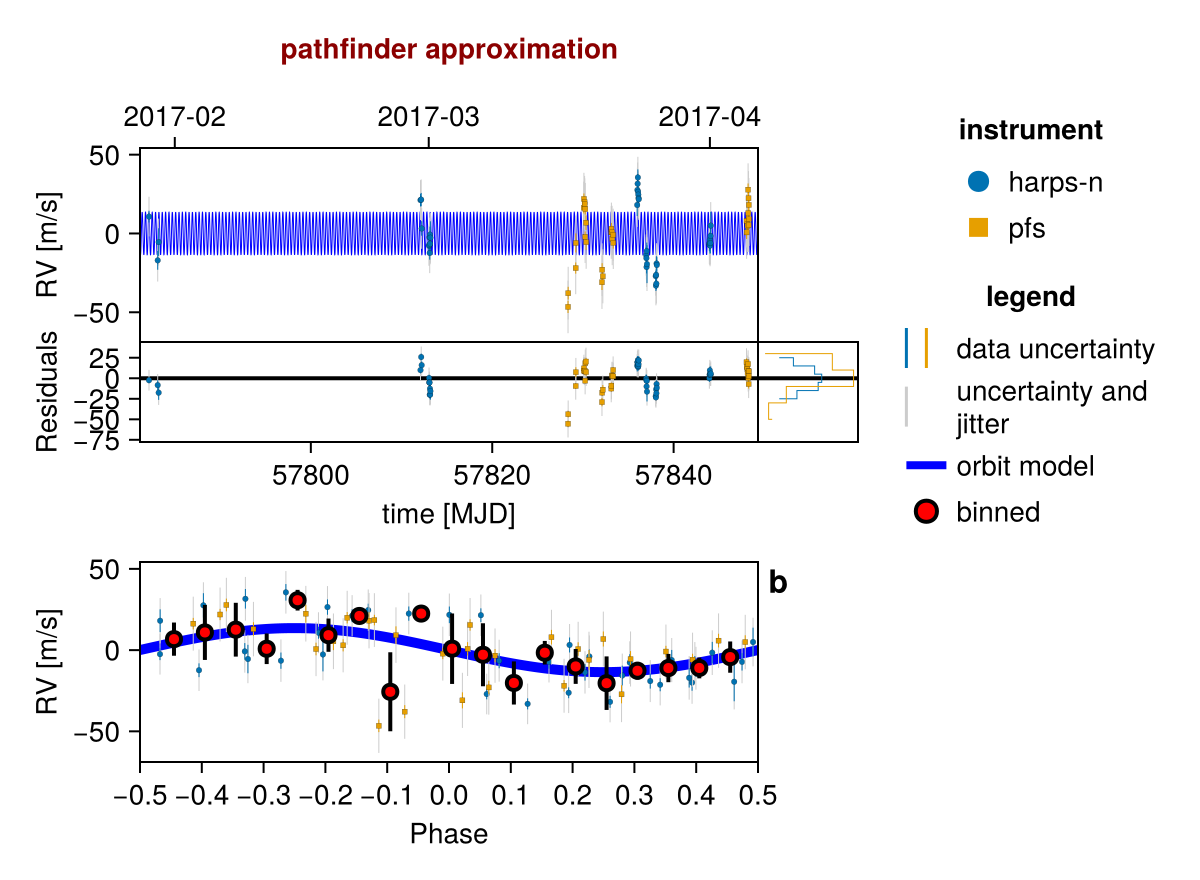 pathfinder approximation
2017-02 2017-03 2017-04
50
0
−50
RV [m/s]
25
0
−25
−50
−75
Residuals
57800 57820 57840
time [MJD]
instrument
harps-n
pfs
legend
data uncertainty
uncertainty and
jitter
orbit model
binned
b
50
0
−50
RV [m/s]
−0.5 −0.4 −0.3 −0.2 −0.1 0.0 0.1 0.2 0.3 0.4 0.5
Phase